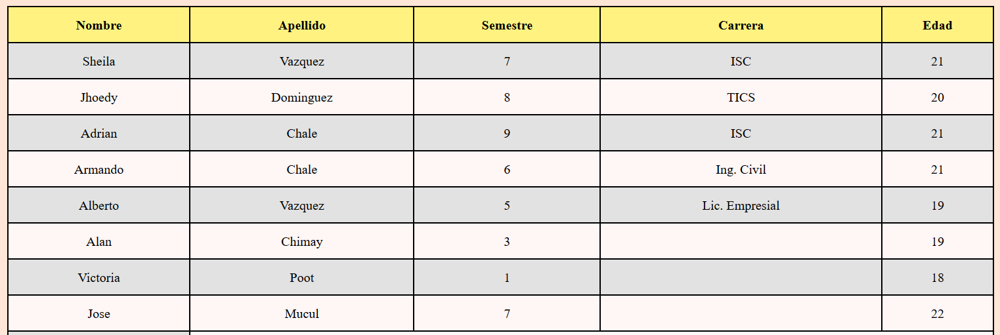 Nombre Apellido Semestre Carrera Edad
Sheila Vazquez 7 ISC 21
Jhoedy Dominguez 8 TICS 20
Adrian Chale 9 ISC 21
Armando Chale 6 Ing. Civil 21
Alberto Vazquez 5 Lic. Empresial 19
Alan Chimay 3 19
Victoria Poot 1 18
Jose Mucul 7 22